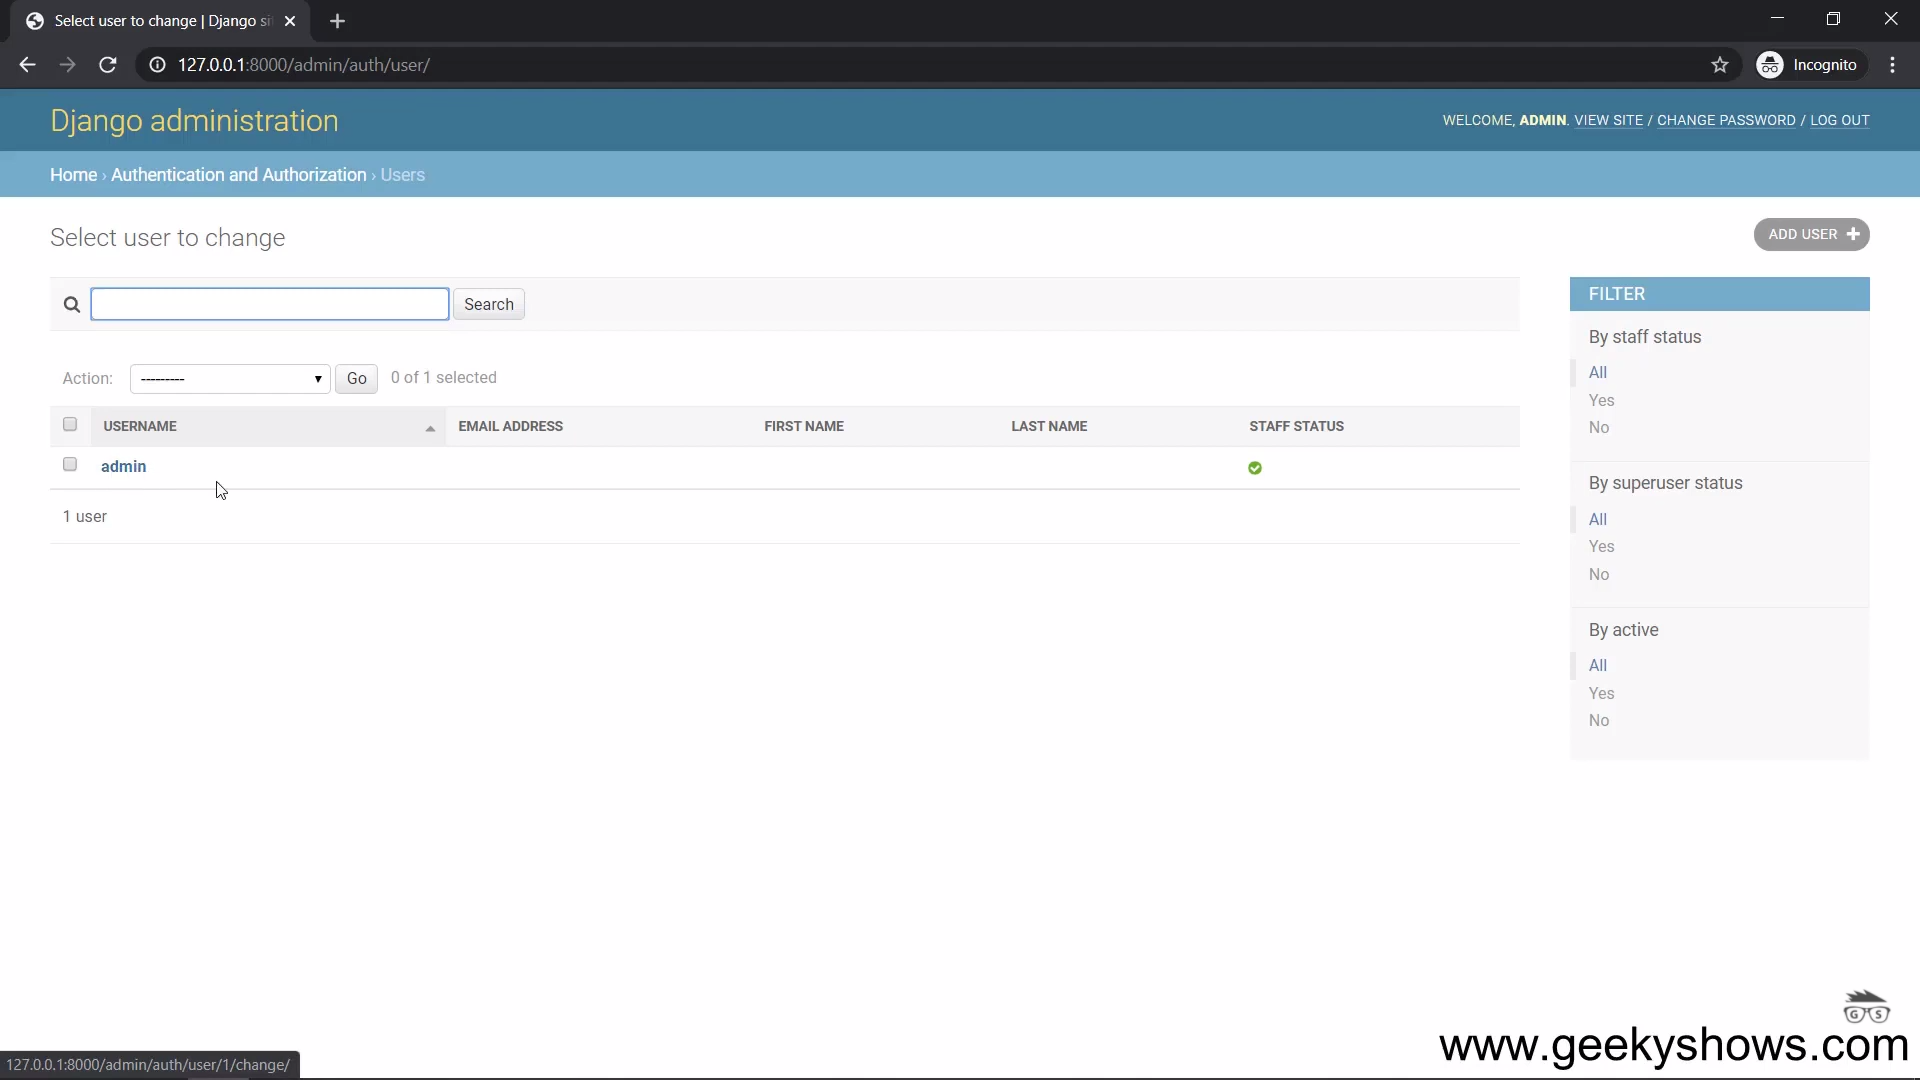 Select user to change | Django si
127.0.0.1:8000/admin/auth/user/
Incognito
Django administration
WELCOME, ADMIN. VIEW SITE / CHANGE PASSWORD / LOG OUT
Home › Authentication and Authorization › Users
Select user to change
ADD USER
Search
Action: --------- Go 0 of 1 selected
USERNAME EMAIL ADDRESS FIRST NAME LAST NAME STAFF STATUS
admin
1 user
FILTER
By staff status
All
Yes
No
By superuser status
All
Yes
No
By active
All
Yes
No
G S
www.geekyshows.com
127.0.0.1:8000/admin/auth/user/1/change/